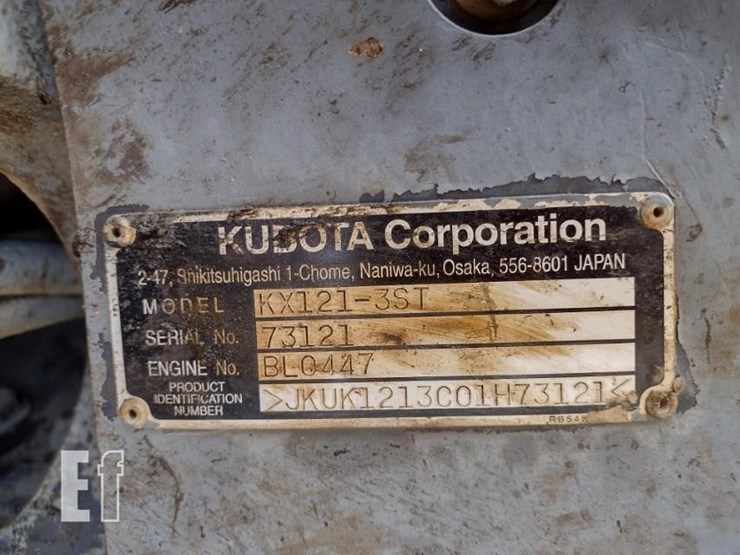 KUBOTA Corporation
2-47, Shikitsuhigashi 1-Chome, Naniwa-ku, Osaka, 556-8601 JAPAN
MODEL KX121-3ST
SERIAL No. 73121
ENGINE No. BL0447
PRODUCT IDENTIFICATION NUMBER >JKUK1213C01H73121<
Ef